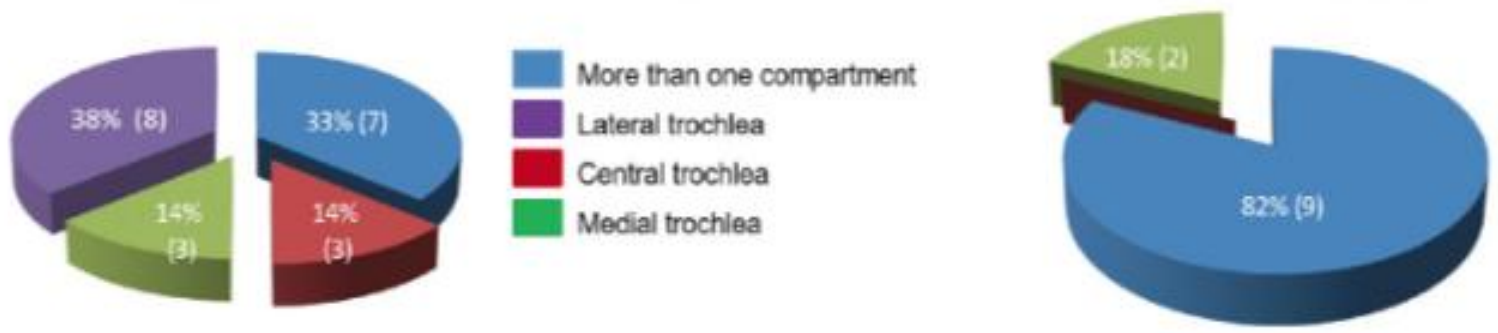 38% (8)
33% (7)
14%
(3)
14%
(3)
More than one compartment
Lateral trochlea
Central trochlea
Medial trochlea
18% (2)
82% (9)